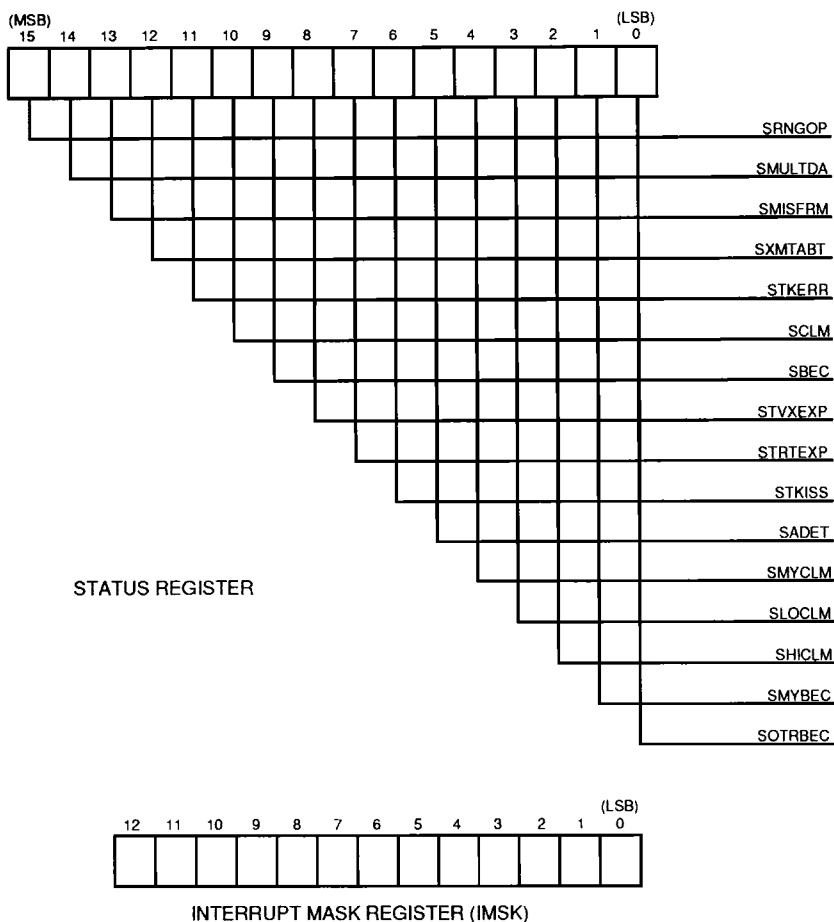 (MSB) (LSB)
15 14 13 12 11 10 9 8 7 6 5 4 3 2 1 0
SRNGOP
SMULTDA
SMISFRM
SXMTABT
STKERR
SCLM
SBEC
STVXEXP
STRTEXP
STKISS
SADET
SMYCLM
STATUS REGISTER
SLOCLM
SHICLM
SMYBEC
SOTRBEC
(LSB)
12 11 10 9 8 7 6 5 4 3 2 1 0
INTERRUPT MASK REGISTER (IMSK)